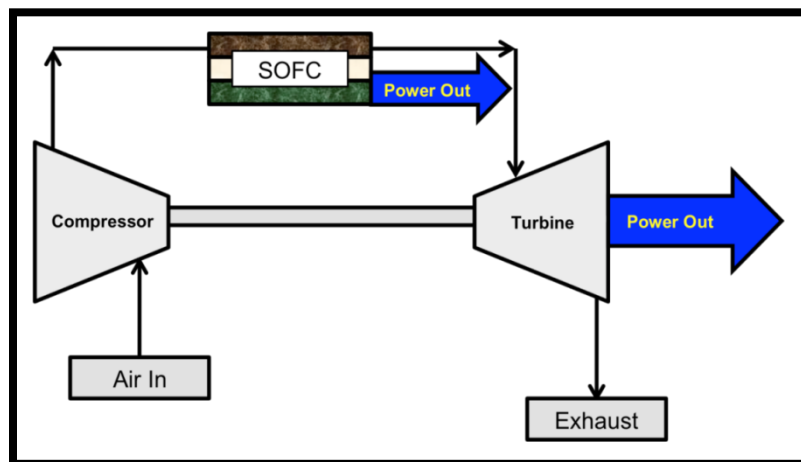 SOFC
Power Out
Compressor
Turbine
Power Out
Air In
Exhaust